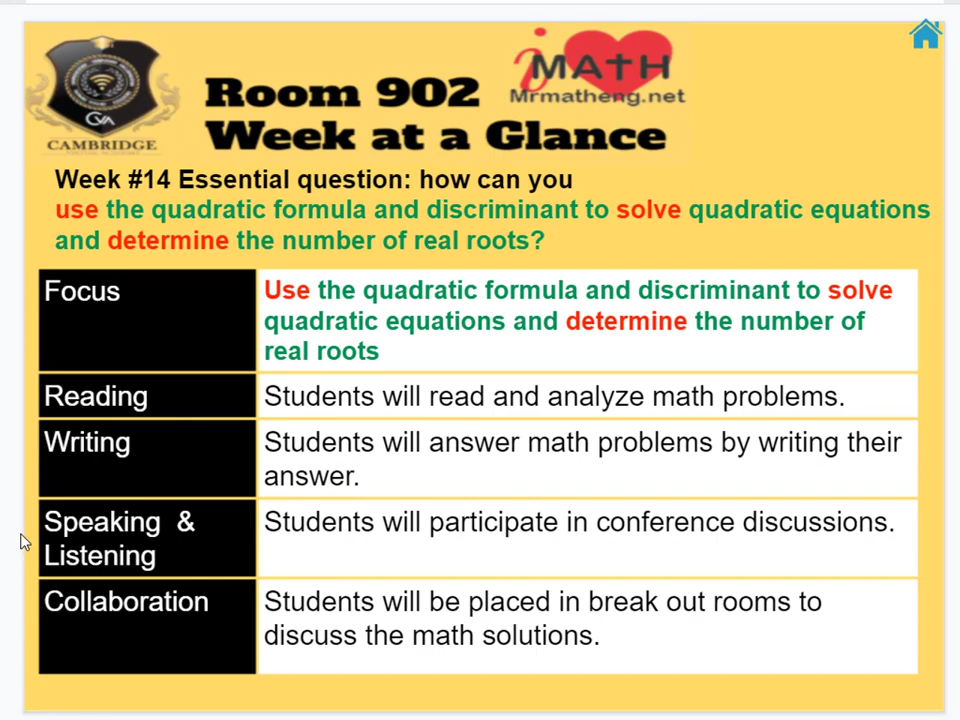 CVA
CAMBRIDGE
iMATH
Mrmatheng.net
Room 902
Week at a Glance
Week #14 Essential question: how can you
use the quadratic formula and discriminant to solve quadratic equations
and determine the number of real roots?
Focus
Use the quadratic formula and discriminant to solve
quadratic equations and determine the number of
real roots
Reading
Students will read and analyze math problems.
Writing
Students will answer math problems by writing their
answer.
Speaking &
Listening
Students will participate in conference discussions.
Collaboration
Students will be placed in break out rooms to
discuss the math solutions.